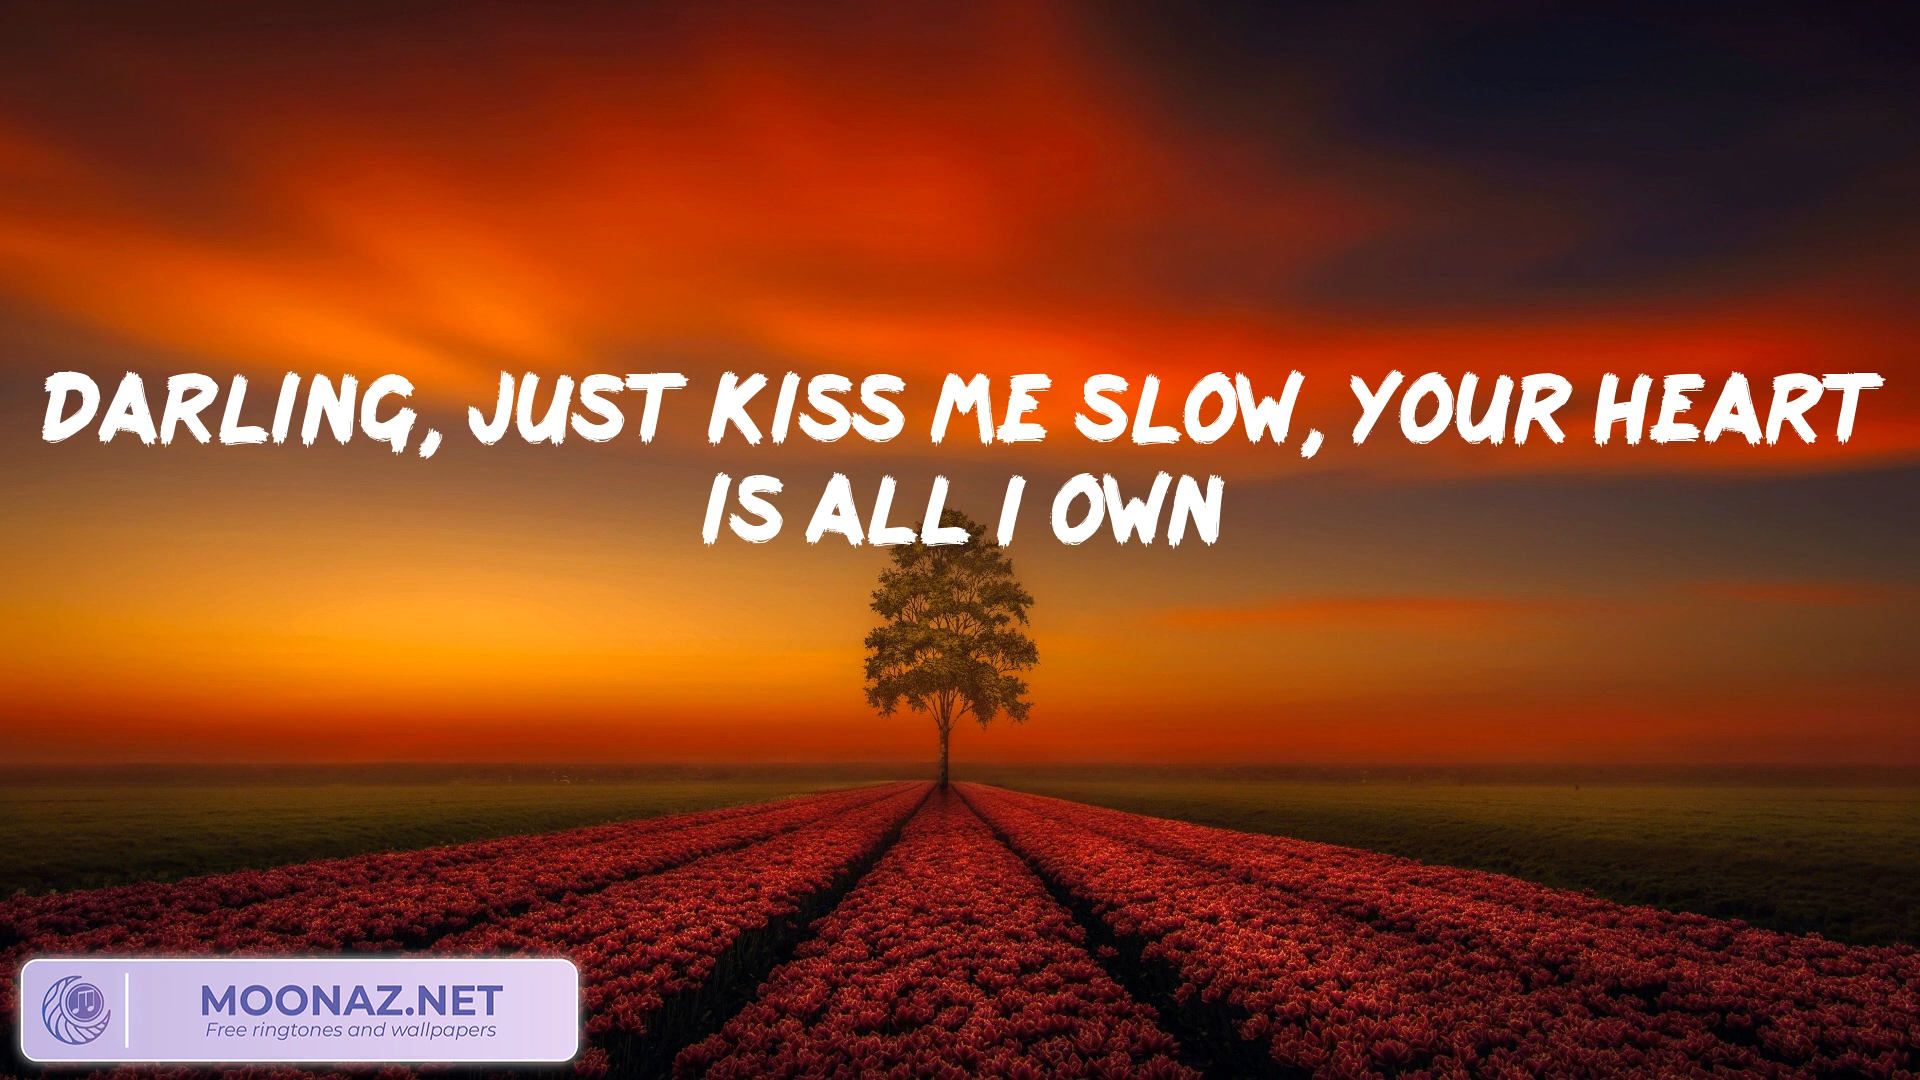 DARLING, JUST KISS ME SLOW, YOUR HEART
IS ALL I OWN
MOONAZ.NET
Free ringtones and wallpapers